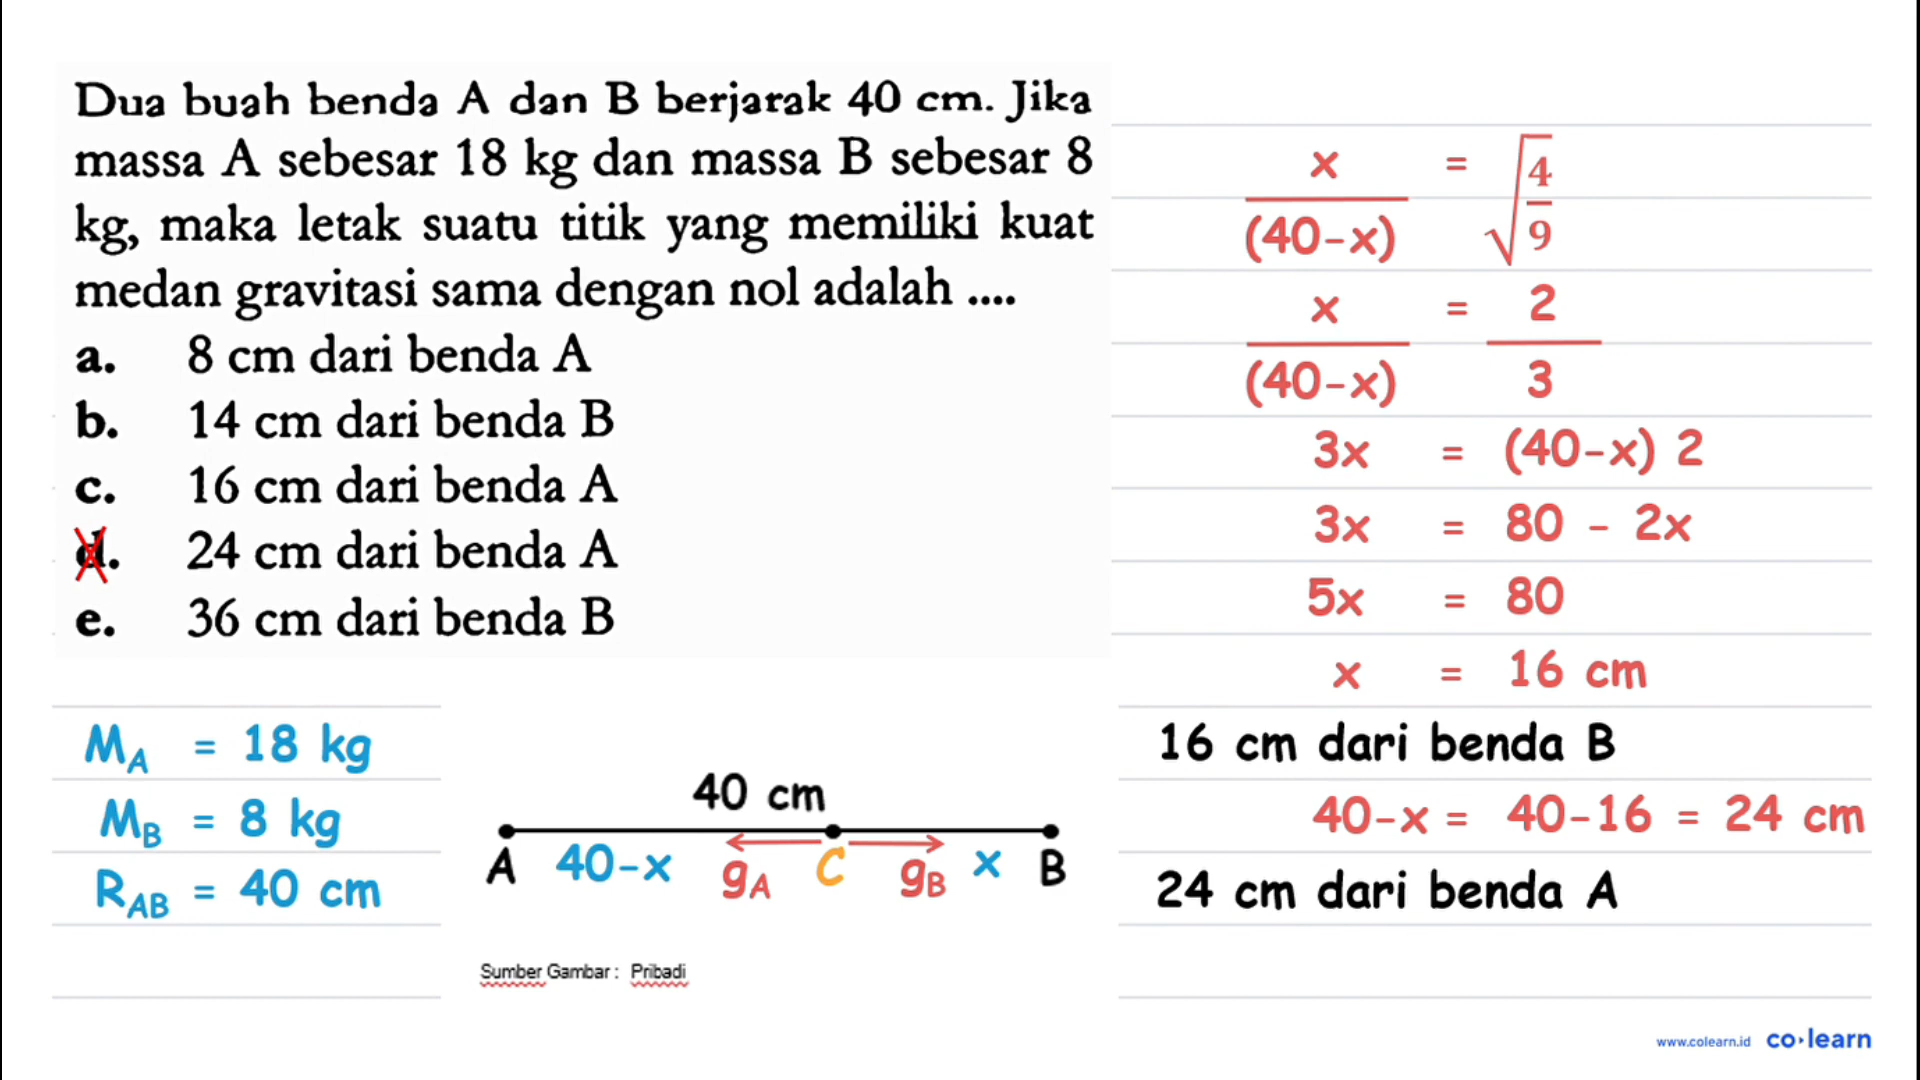 Dua buah benda A dan B berjarak 40 cm. Jika
massa A sebesar 18 kg dan massa B sebesar 8
kg, maka letak suatu titik yang memiliki kuat
medan gravitasi sama dengan nol adalah ....
a. 8 cm dari benda A
b. 14 cm dari benda B
c. 16 cm dari benda A
d. 24 cm dari benda A
e. 36 cm dari benda B
M_A = 18 kg
M_B = 8 kg
R_AB = 40 cm
40 cm
A 40-x g_A C g_B x B
Sumber Gambar : Pribadi
x/(40-x) = √(4/9)
x/(40-x) = 2/3
3x = (40-x) 2
3x = 80 - 2x
5x = 80
x = 16 cm
16 cm dari benda B
40-x = 40-16 = 24 cm
24 cm dari benda A
www.colearn.id co·learn